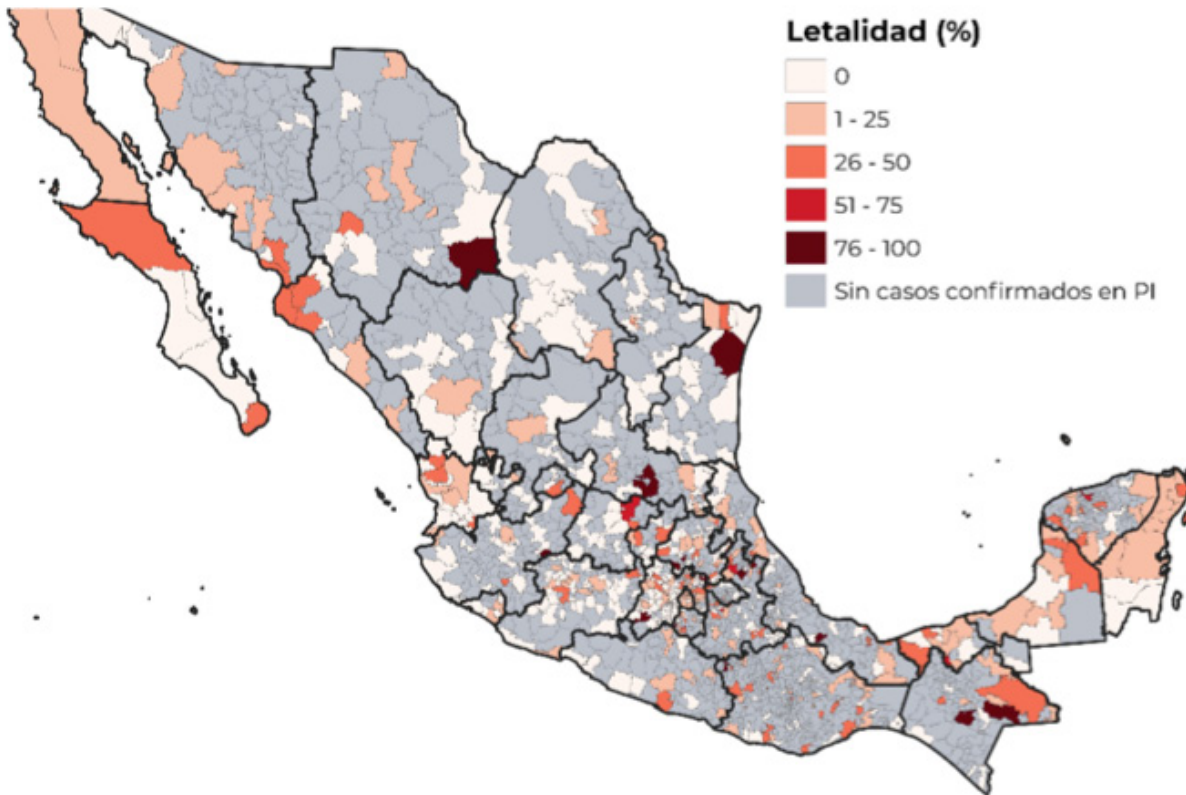 Letalidad (%)
0
1 - 25
26 - 50
51 - 75
76 - 100
Sin casos confirmados en PI